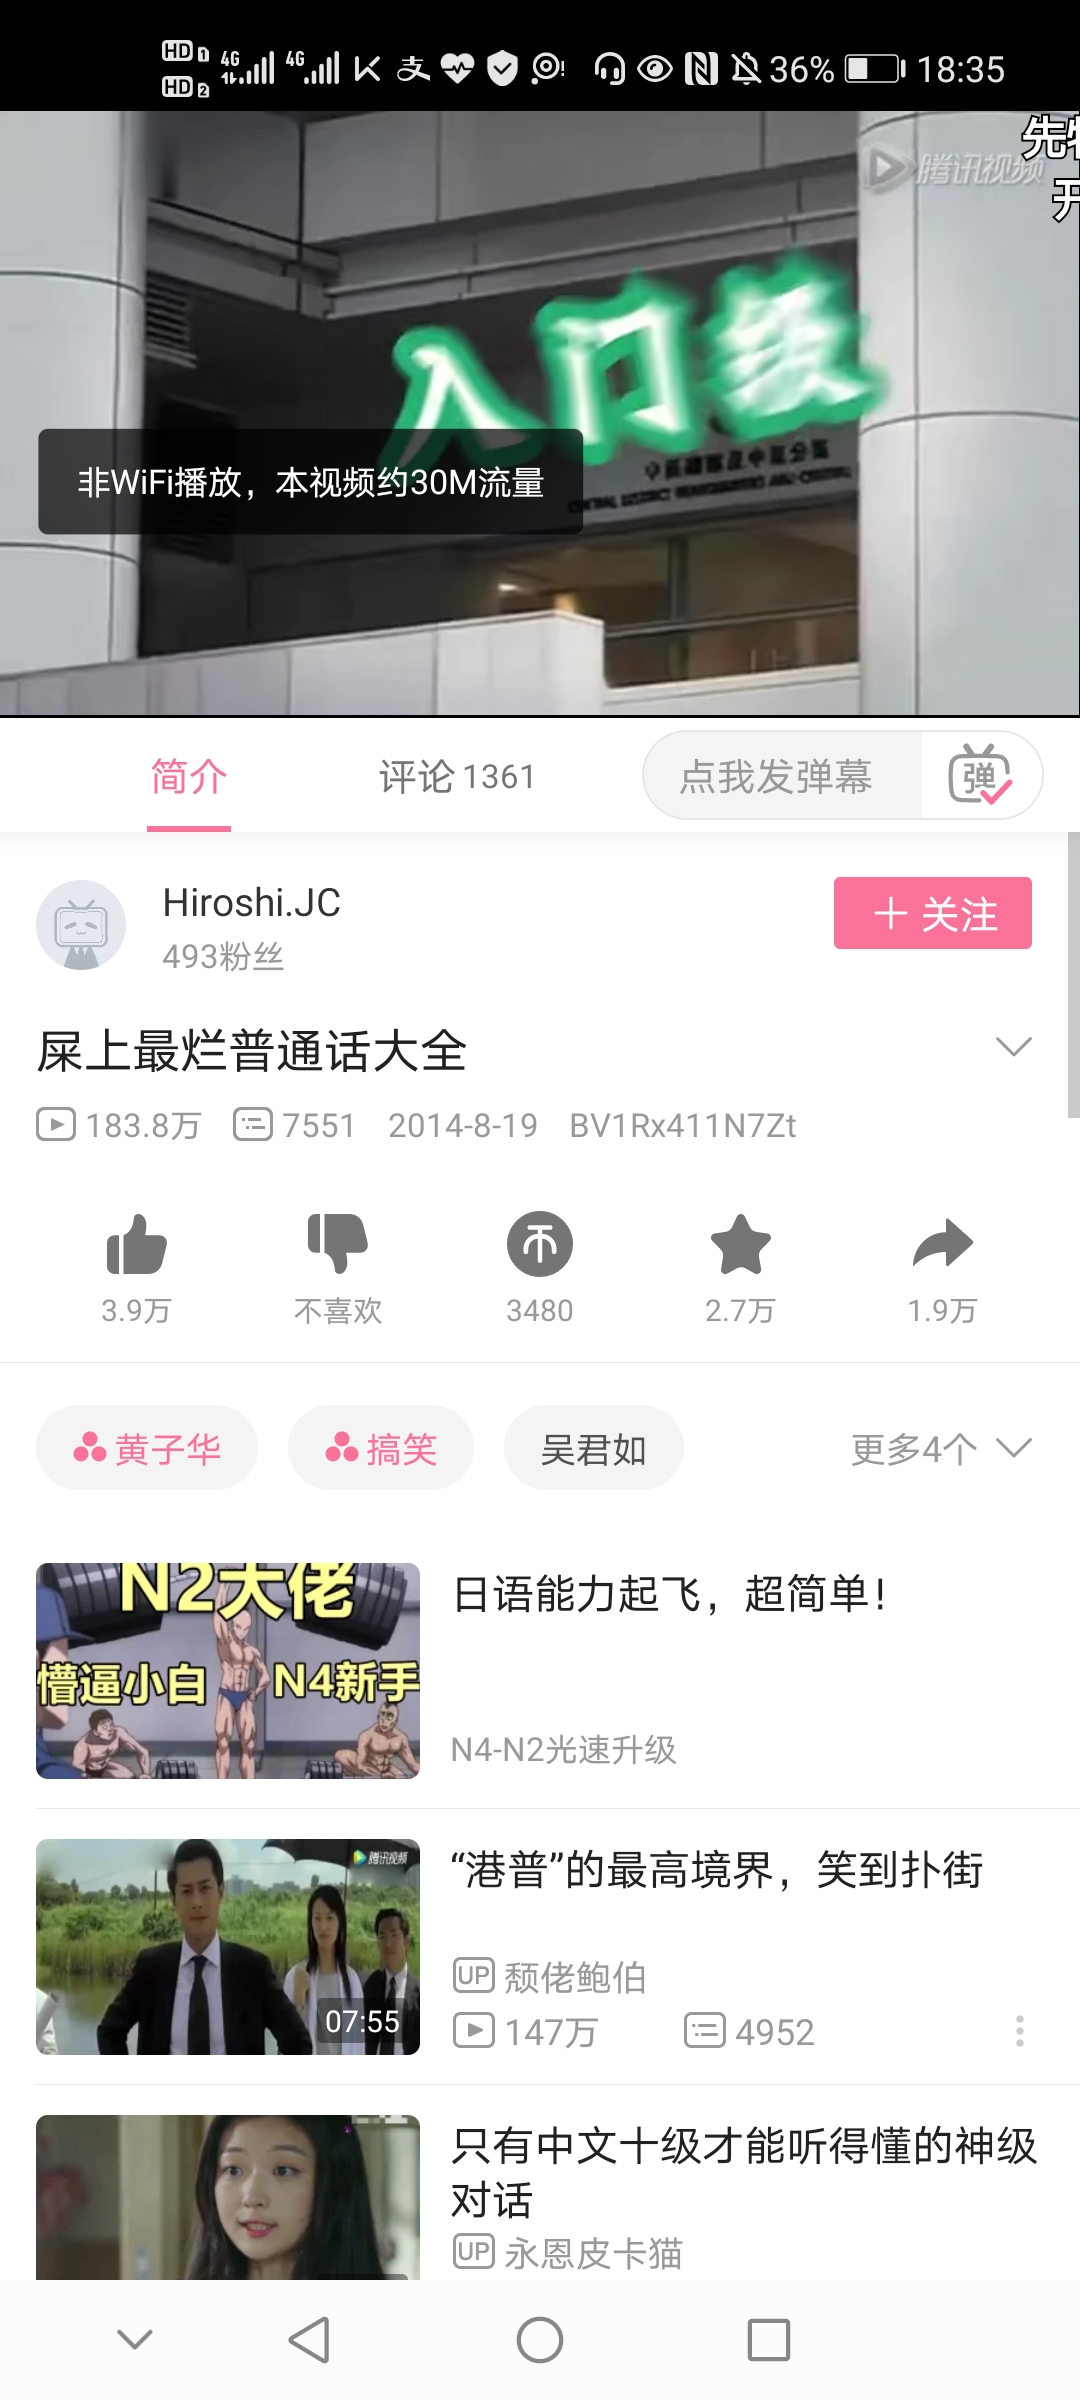 HD 1 4G 4G 支 36% 18:35
HD 2
腾讯视频
先
开
入门级
非WiFi播放，本视频约30M流量
简介 评论 1361 点我发弹幕 弹
Hiroshi.JC
+ 关注
493粉丝
屎上最烂普通话大全
183.8万 7551 2014-8-19 BV1Rx411N7Zt
3.9万 不喜欢 3480 2.7万 1.9万
黄子华 搞笑 吴君如 更多4个
N2大佬
懵逼小白 N4新手
日语能力起飞，超简单！
N4-N2光速升级
腾讯视频
07:55
“港普”的最高境界，笑到扑街
UP 颓佬鲍伯
147万 4952
只有中文十级才能听得懂的神级
对话
UP 永恩皮卡猫